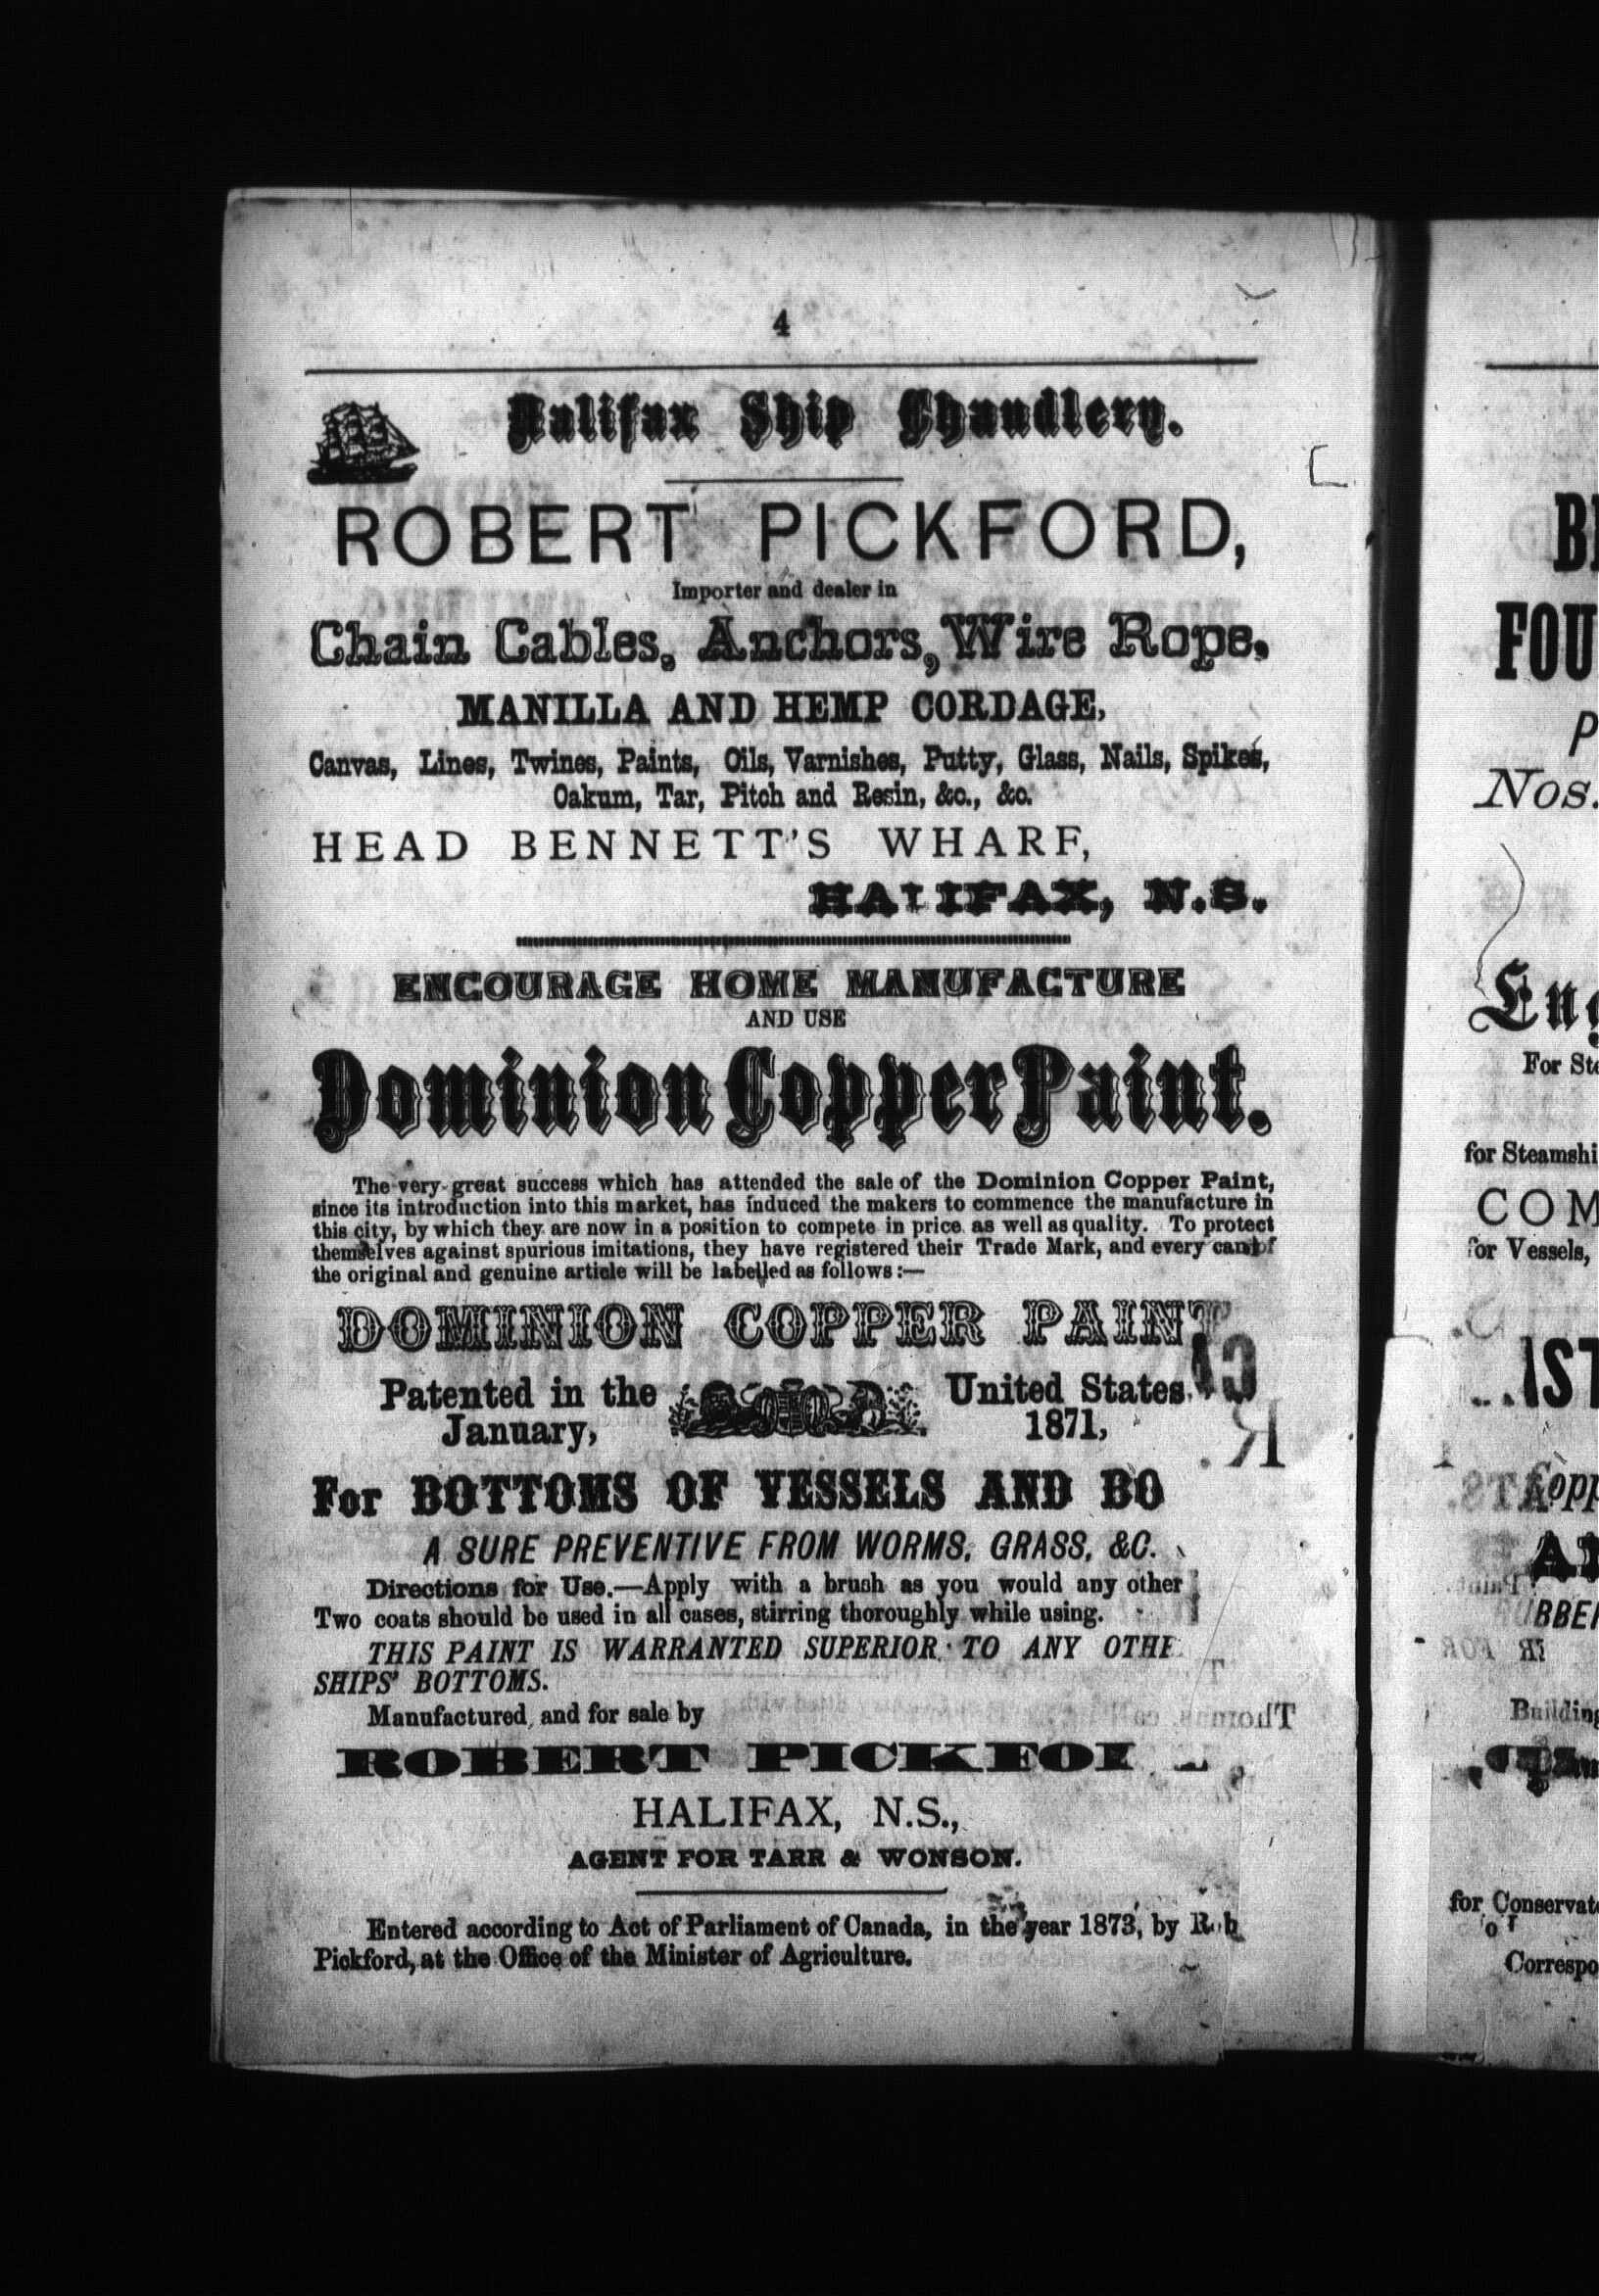 4
Halifax Ship Chandlery.
ROBERT PICKFORD,
Importer and dealer in
Chain Cables, Anchors, Wire Rope,
MANILLA AND HEMP CORDAGE,
Canvas, Lines, Twines, Paints, Oils, Varnishes, Putty, Glass, Nails, Spikes,
Oakum, Tar, Pitch and Resin, &c., &c.
HEAD BENNETT'S WHARF,
HALIFAX, N.S.
ENCOURAGE HOME MANUFACTURE
AND USE
Dominion Copper Paint.
The very great success which has attended the sale of the Dominion Copper Paint,
since its introduction into this market, has induced the makers to commence the manufacture in
this city, by which they are now in a position to compete in price as well as quality. To protect
themselves against spurious imitations, they have registered their Trade Mark, and every can of
the original and genuine article will be labelled as follows:—
DOMINION COPPER PAINT
Patented in the United States
January, 1871,
For BOTTOMS OF VESSELS AND BO
A SURE PREVENTIVE FROM WORMS, GRASS, &C.
Directions for Use.—Apply with a brush as you would any other
Two coats should be used in all cases, stirring thoroughly while using.
THIS PAINT IS WARRANTED SUPERIOR TO ANY OTHE
SHIPS' BOTTOMS.
Manufactured and for sale by
ROBERT PICKFO
HALIFAX, N.S.,
AGENT FOR TARR & WONSON.
Entered according to Act of Parliament of Canada, in the year 1873, by
Pickford, at the Office of the Minister of Agriculture.
FOU
P
Nos.
Eng
For Ste
for Steamshi
COM
for Vessels,
IST
Copp
BBER
Building
for Conservat
Correspo